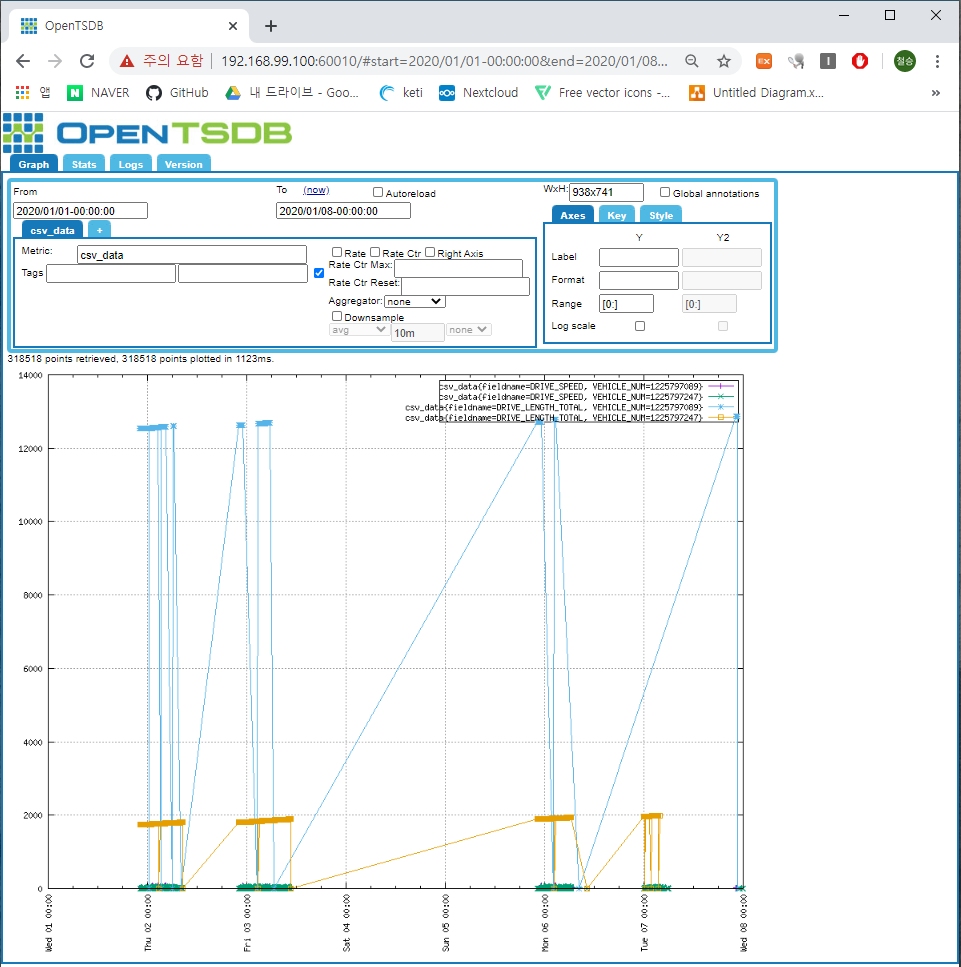 OpenTSDB
주의 요함 192.168.99.100:60010/#start=2020/01/01-00:00:00&end=2020/01/08...
EX
I
철승
앱 NAVER GitHub 내 드라이브 - Goo... keti Nextcloud Free vector icons -... Untitled Diagram.x... »
OPENTSDB
Graph Stats Logs Version
From To (now) Autoreload WxH: 938x741 Global annotations
2020/01/01-00:00:00 2020/01/08-00:00:00
Axes Key Style
csv_data +
Y Y2
Metric: csv_data
Rate Rate Ctr Right Axis
Label
Tags
Rate Ctr Max:
Rate Ctr Reset:
Format
Aggregator: none
Range [0:] [0:]
Downsample
Log scale
avg 10m none
318518 points retrieved, 318518 points plotted in 1123ms.
14000
csv_data{fieldname=DRIVE_SPEED, VEHICLE_NUM=1225797089}
csv_data{fieldname=DRIVE_SPEED, VEHICLE_NUM=1225797247}
csv_data{fieldname=DRIVE_LENGTH_TOTAL, VEHICLE_NUM=1225797089}
csv_data{fieldname=DRIVE_LENGTH_TOTAL, VEHICLE_NUM=1225797247}
12000
10000
8000
6000
4000
2000
0
Wed 01 00:00
Thu 02 00:00
Fri 03 00:00
Sat 04 00:00
Sun 05 00:00
Mon 06 00:00
Tue 07 00:00
Wed 08 00:00